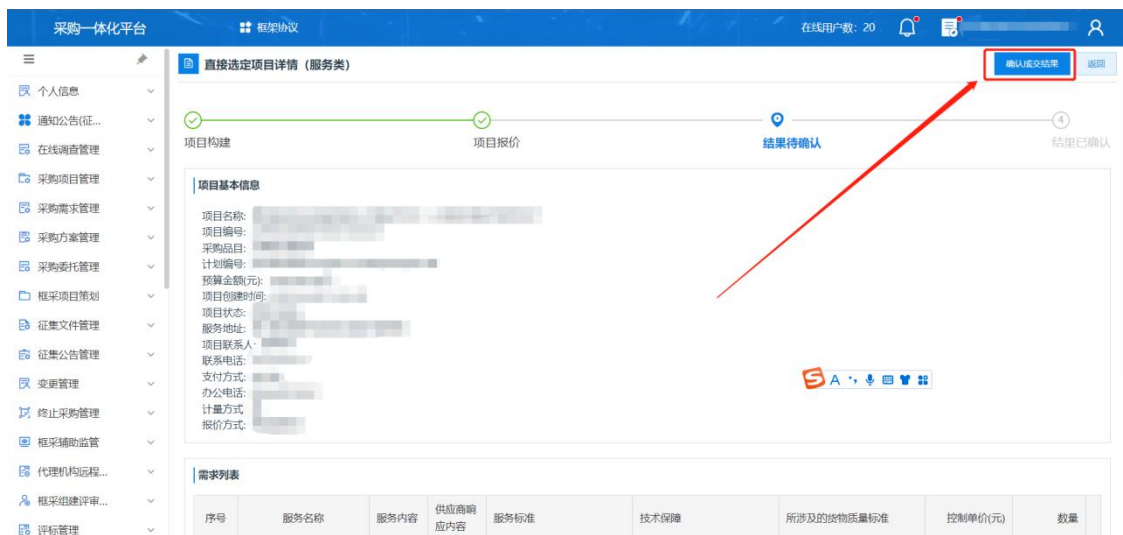 采购一体化平台
框架协议
在线用户数：20
直接选定项目详情（服务类）
确认成交结果
返回
个人信息
通知公告(征...
在线调查管理
采购项目管理
采购需求管理
采购方案管理
采购委托管理
框采项目策划
征集文件管理
征集公告管理
变更管理
终止采购管理
框采辅助监管
代理机构远程...
框采组建评审...
评标管理
项目构建
项目报价
结果待确认
4
结果已确认
项目基本信息
项目名称:
项目编号:
采购品目:
计划编号:
预算金额(元):
项目创建时间:
项目状态:
服务地址:
项目联系人:
联系电话:
支付方式:
办公电话:
计量方式
报价方式:
S A
需求列表
序号 服务名称 服务内容 供应商响应内容 服务标准 技术保障 所涉及的货物质量标准 控制单价(元) 数量